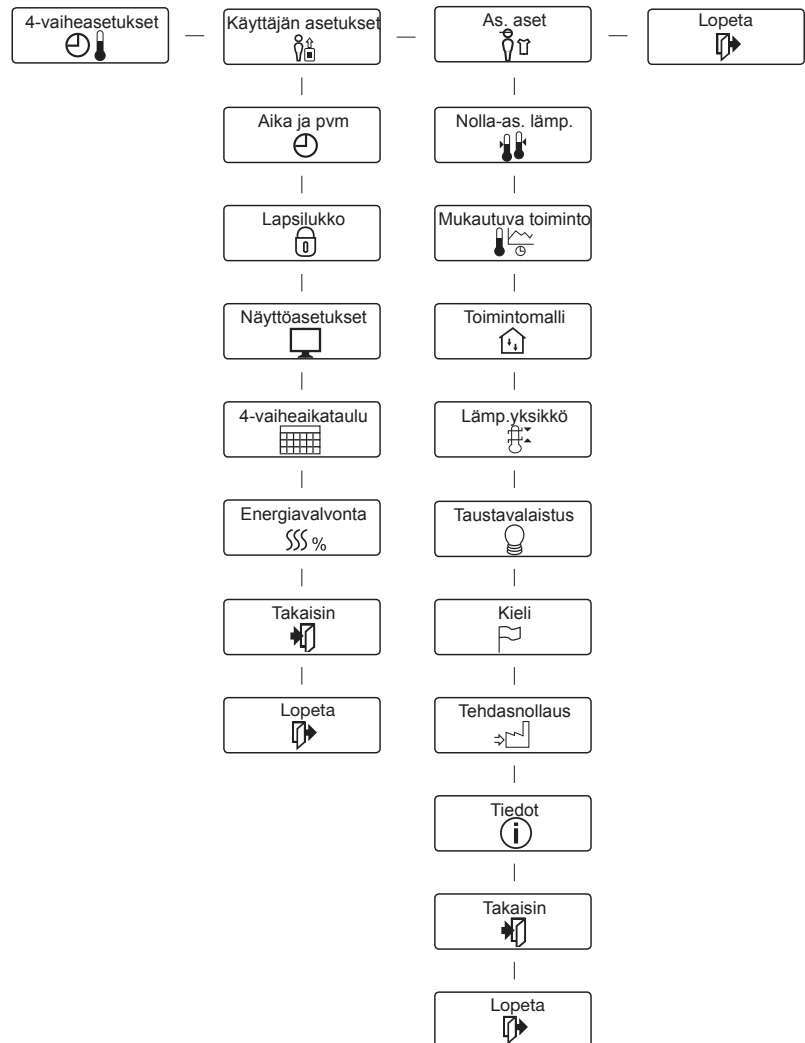 4-vaiheasetukset
Käyttäjän asetukset
As. aset
Lopeta
Aika ja pvm
Lapsilukko
Näyttöasetukset
4-vaiheaikataulu
Energiavalvonta
%
Takaisin
Lopeta
Nolla-as. lämp.
Mukautuva toiminto
Toimintomalli
Lämp.yksikkö
Taustavalaistus
Kieli
Tehdasnollaus
Tiedot
i
Takaisin
Lopeta